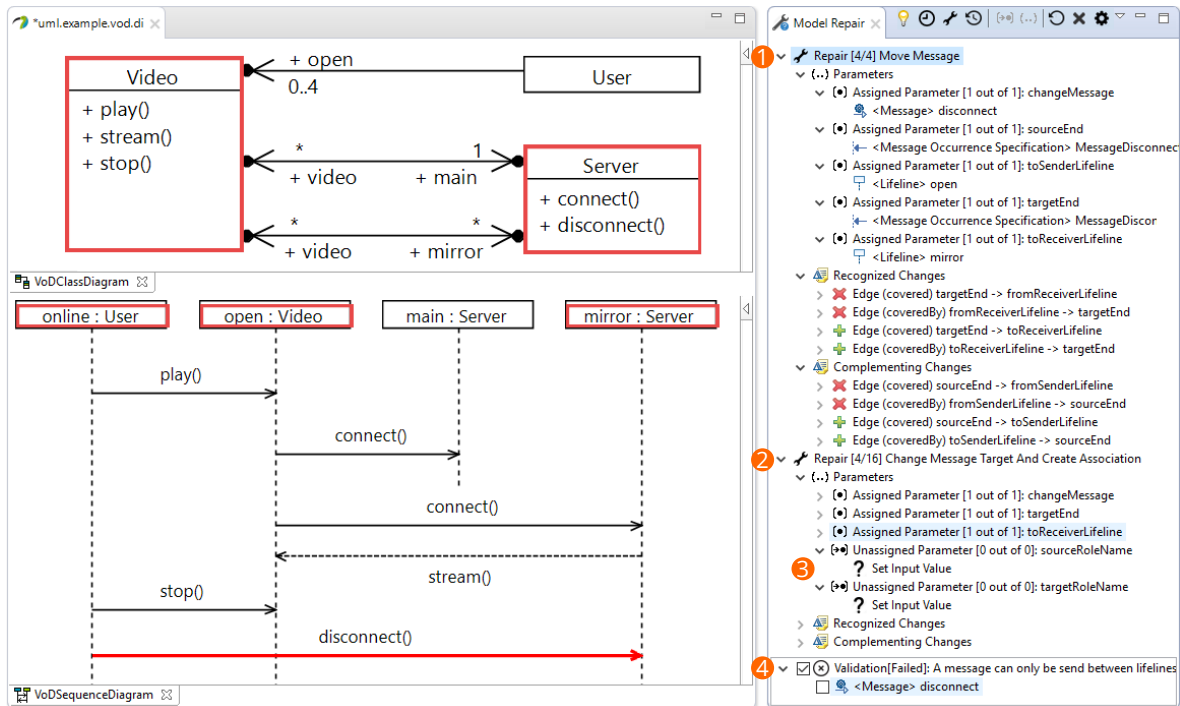 *uml.example.vod.di
Video
+ play()
+ stream()
+ stop()
+ open
0..4
User
*
1
+ video
+ main
Server
+ connect()
+ disconnect()
*
*
+ video
+ mirror
VoDClassDiagram
online : User
open : Video
main : Server
mirror : Server
play()
connect()
connect()
stream()
stop()
disconnect()
VoDSequenceDiagram
Model Repair
1
Repair [4/4] Move Message
Parameters
Assigned Parameter [1 out of 1]: changeMessage
<Message> disconnect
Assigned Parameter [1 out of 1]: sourceEnd
<Message Occurrence Specification> MessageDisconnec
Assigned Parameter [1 out of 1]: toSenderLifeline
<Lifeline> open
Assigned Parameter [1 out of 1]: targetEnd
<Message Occurrence Specification> MessageDiscor
Assigned Parameter [1 out of 1]: toReceiverLifeline
<Lifeline> mirror
Recognized Changes
Edge (covered) targetEnd -> fromReceiverLifeline
Edge (coveredBy) fromReceiverLifeline -> targetEnd
Edge (covered) targetEnd -> toReceiverLifeline
Edge (coveredBy) toReceiverLifeline -> targetEnd
Complementing Changes
Edge (covered) sourceEnd -> fromSenderLifeline
Edge (coveredBy) fromSenderLifeline -> sourceEnd
Edge (covered) sourceEnd -> toSenderLifeline
Edge (coveredBy) toSenderLifeline -> sourceEnd
2
Repair [4/16] Change Message Target And Create Association
Parameters
Assigned Parameter [1 out of 1]: changeMessage
Assigned Parameter [1 out of 1]: targetEnd
Assigned Parameter [1 out of 1]: toReceiverLifeline
Unassigned Parameter [0 out of 0]: sourceRoleName
3
? Set Input Value
Unassigned Parameter [0 out of 0]: targetRoleName
? Set Input Value
Recognized Changes
Complementing Changes
4
Validation[Failed]: A message can only be send between lifelines
<Message> disconnect